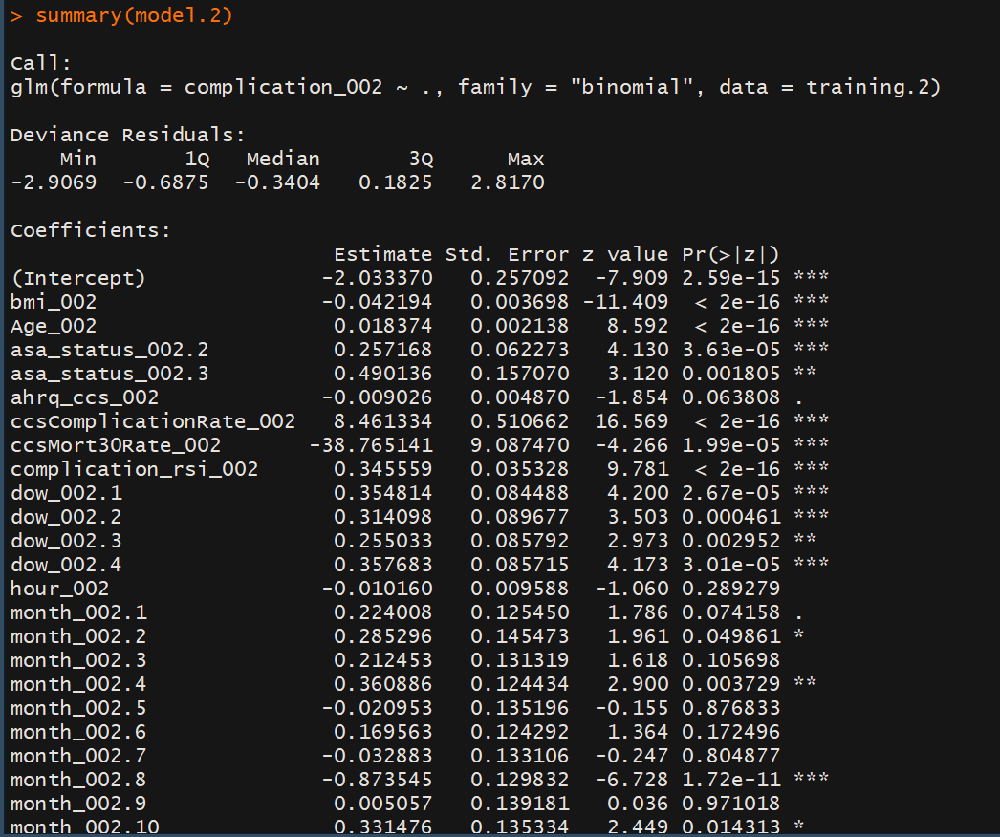 > summary(model.2)
Call:
glm(formula = complication_002 ~ ., family = "binomial", data = training.2)
Deviance Residuals:
Min 1Q Median 3Q Max
-2.9069 -0.6875 -0.3404 0.1825 2.8170
Coefficients:
Estimate Std. Error z value Pr(>|z|)
(Intercept) -2.033370 0.257092 -7.909 2.59e-15 ***
bmi_002 -0.042194 0.003698 -11.409 < 2e-16 ***
Age_002 0.018374 0.002138 8.592 < 2e-16 ***
asa_status_002.2 0.257168 0.062273 4.130 3.63e-05 ***
asa_status_002.3 0.490136 0.157070 3.120 0.001805 **
ahrq_ccs_002 -0.009026 0.004870 -1.854 0.063808 .
ccsComplicationRate_002 8.461334 0.510662 16.569 < 2e-16 ***
ccsMort30Rate_002 -38.765141 9.087470 -4.266 1.99e-05 ***
complication_rsi_002 0.345559 0.035328 9.781 < 2e-16 ***
dow_002.1 0.354814 0.084488 4.200 2.67e-05 ***
dow_002.2 0.314098 0.089677 3.503 0.000461 ***
dow_002.3 0.255033 0.085792 2.973 0.002952 **
dow_002.4 0.357683 0.085715 4.173 3.01e-05 ***
hour_002 -0.010160 0.009588 -1.060 0.289279
month_002.1 0.224008 0.125450 1.786 0.074158 .
month_002.2 0.285296 0.145473 1.961 0.049861 *
month_002.3 0.212453 0.131319 1.618 0.105698
month_002.4 0.360886 0.124434 2.900 0.003729 **
month_002.5 -0.020953 0.135196 -0.155 0.876833
month_002.6 0.169563 0.124292 1.364 0.172496
month_002.7 -0.032883 0.133106 -0.247 0.804877
month_002.8 -0.873545 0.129832 -6.728 1.72e-11 ***
month_002.9 0.005057 0.139181 0.036 0.971018
month_002.10 0.331476 0.135334 2.449 0.014313 *